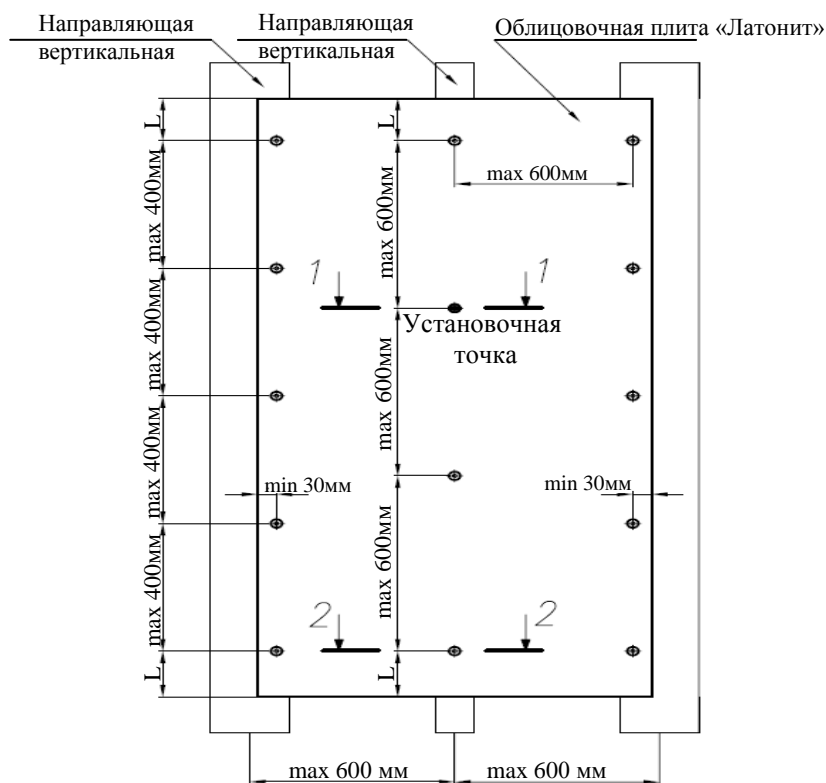 Направляющая
вертикальная
Направляющая
вертикальная
Облицовочная плита «Латонит»
L
L
max 400мм
max 600мм
max 600мм
1
1
max 400мм
Установочная
точка
max 600мм
max 400мм
min 30мм
min 30мм
max 600мм
max 400мм
2
2
L
L
max 600 мм
max 600 мм